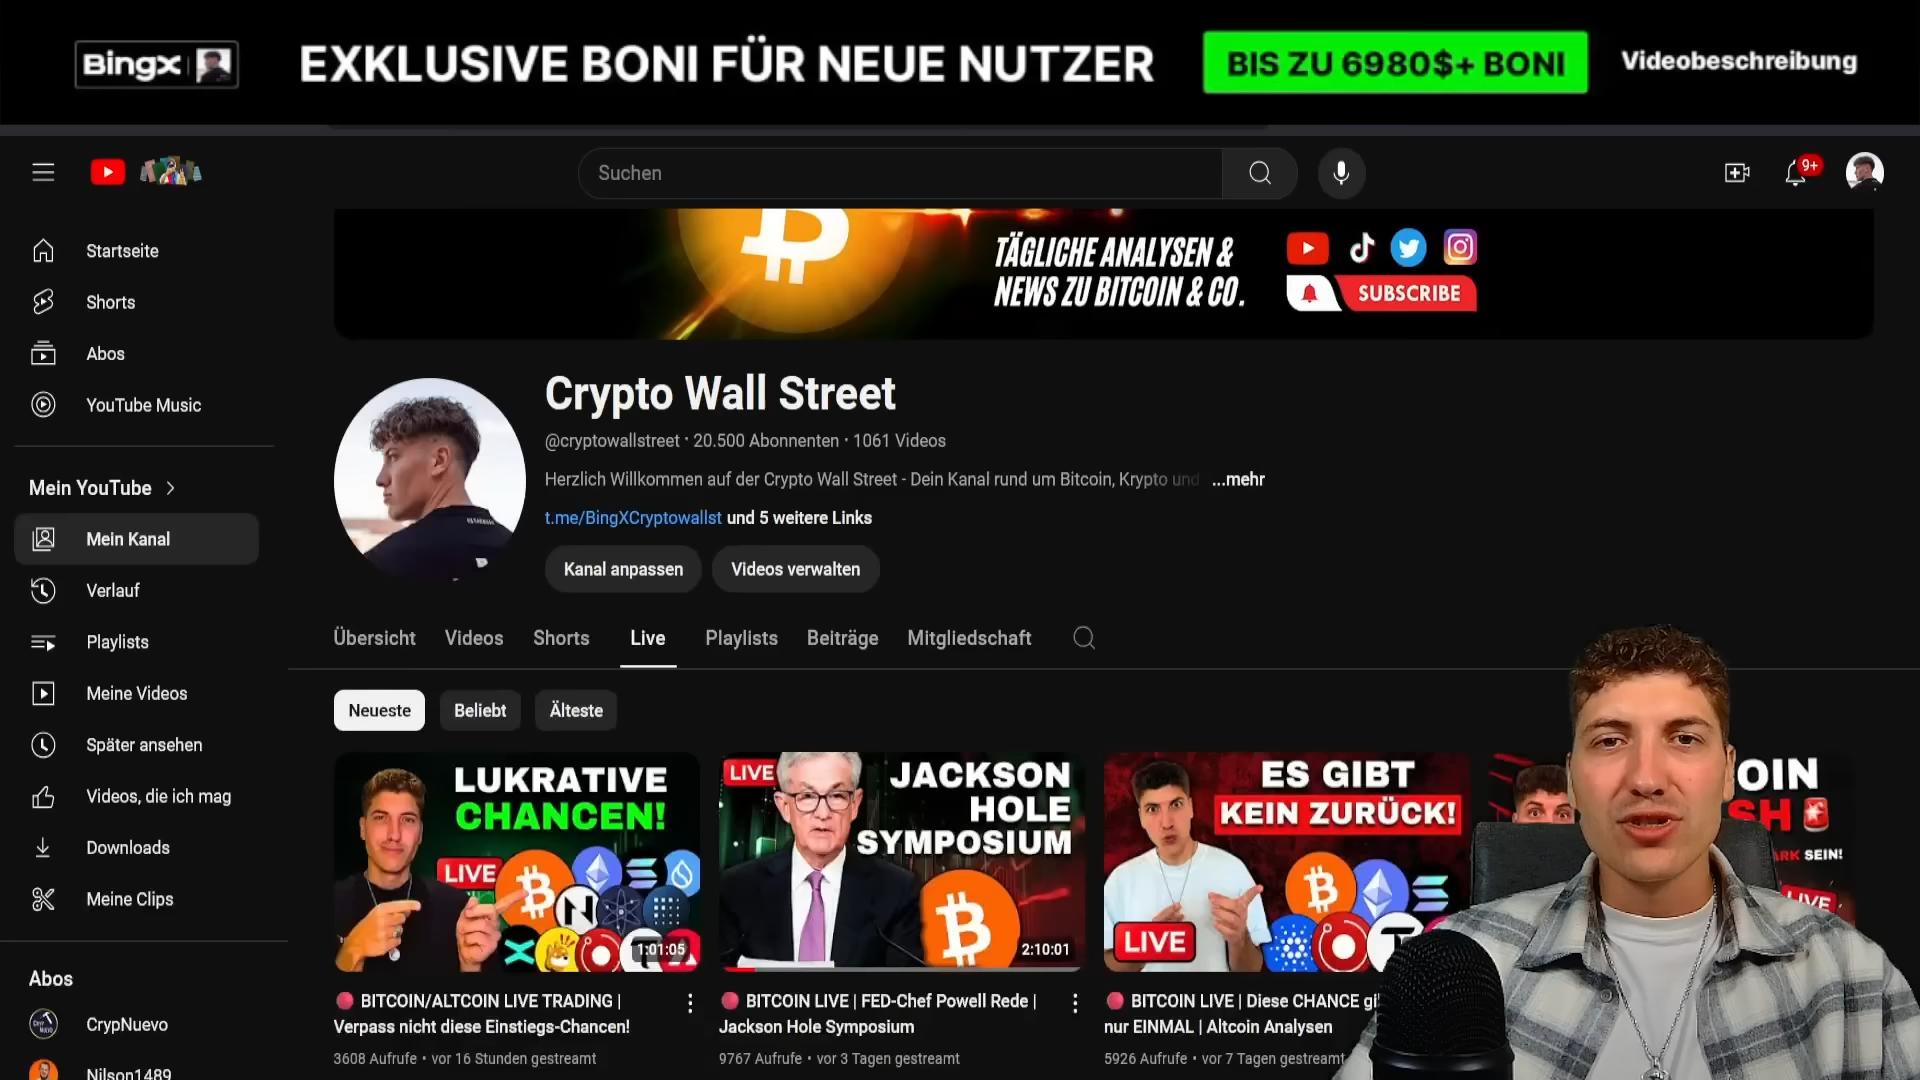 Bingx
EXKLUSIVE BONI FÜR NEUE NUTZER
BIS ZU 6980$+ BONI
Videobeschreibung
Suchen
9+
Startseite
Shorts
Abos
YouTube Music
Mein YouTube
Mein Kanal
Verlauf
Playlists
Meine Videos
Später ansehen
Videos, die ich mag
Downloads
Meine Clips
Abos
CrypNuevo
Nilson1489
TÄGLICHE ANALYSEN &
NEWS ZU BITCOIN & CO.
SUBSCRIBE
Crypto Wall Street
@cryptowallstreet • 20.500 Abonnenten • 1061 Videos
Herzlich Willkommen auf der Crypto Wall Street - Dein Kanal rund um Bitcoin, Krypto und ...mehr
t.me/BingXCryptowallst und 5 weitere Links
Kanal anpassen
Videos verwalten
Übersicht
Videos
Shorts
Live
Playlists
Beiträge
Mitgliedschaft
Neueste
Beliebt
Älteste
LUKRATIVE
CHANCEN!
LIVE
1:01:05
🔴 BITCOIN/ALTCOIN LIVE TRADING |
Verpass nicht diese Einstiegs-Chancen!
3608 Aufrufe • vor 16 Stunden gestreamt
LIVE
JACKSON
HOLE
SYMPOSIUM
2:10:01
🔴 BITCOIN LIVE | FED-Chef Powell Rede |
Jackson Hole Symposium
9767 Aufrufe • vor 3 Tagen gestreamt
ES GIBT
KEIN ZURÜCK!
LIVE
🔴 BITCOIN LIVE | Diese CHANCE gi
nur EINMAL | Altcoin Analysen
5926 Aufrufe • vor 7 Tagen gestreamt
OIN
SH
ARK SEIN!
LIVE